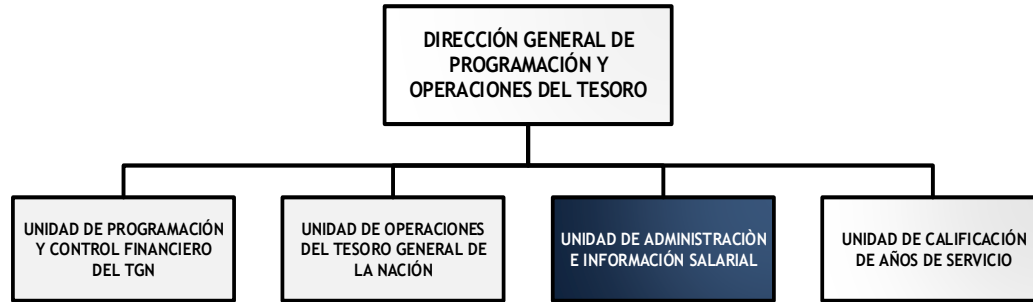 DIRECCIÓN GENERAL DE
PROGRAMACIÓN Y
OPERACIONES DEL TESORO
UNIDAD DE PROGRAMACIÓN
Y CONTROL FINANCIERO
DEL TGN
UNIDAD DE OPERACIONES
DEL TESORO GENERAL DE
LA NACIÓN
UNIDAD DE ADMINISTRACIÒN
E INFORMACIÓN SALARIAL
UNIDAD DE CALIFICACIÓN
DE AÑOS DE SERVICIO